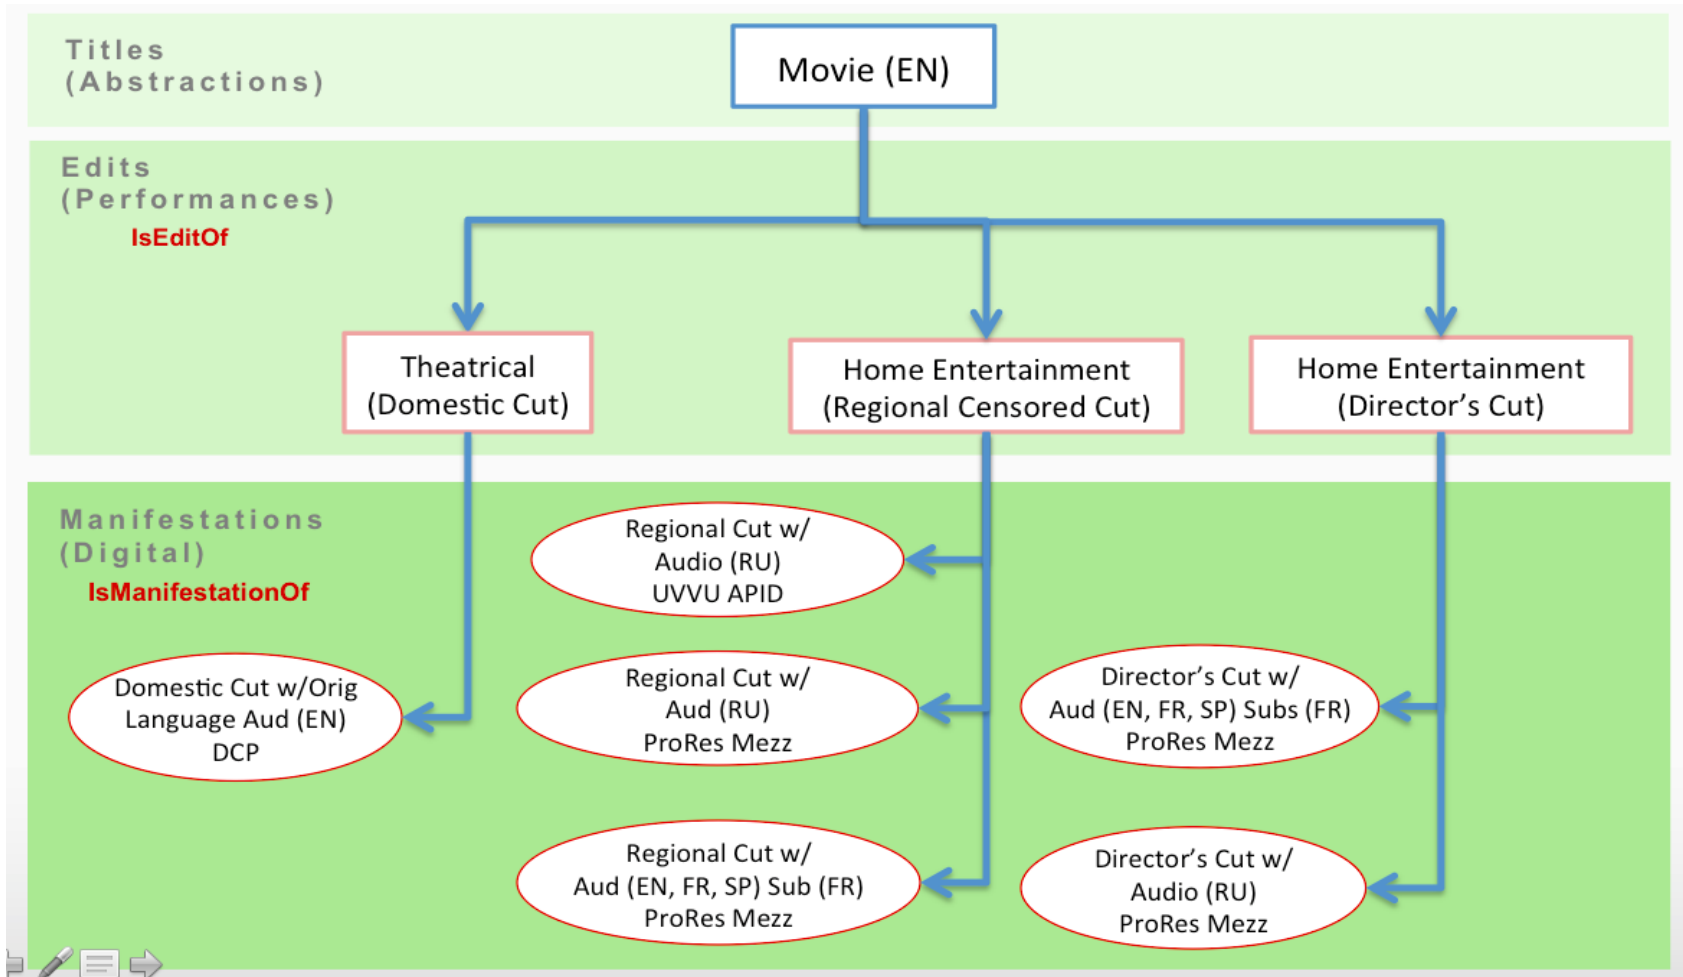 Titles
(Abstractions)
Movie (EN)
Edits
(Performances)
IsEditOf
Theatrical
(Domestic Cut)
Home Entertainment
(Regional Censored Cut)
Home Entertainment
(Director’s Cut)
Manifestations
(Digital)
IsManifestationOf
Domestic Cut w/Orig
Language Aud (EN)
DCP
Regional Cut w/
Audio (RU)
UVVU APID
Regional Cut w/
Aud (RU)
ProRes Mezz
Regional Cut w/
Aud (EN, FR, SP) Sub (FR)
ProRes Mezz
Director’s Cut w/
Aud (EN, FR, SP) Subs (FR)
ProRes Mezz
Director’s Cut w/
Audio (RU)
ProRes Mezz